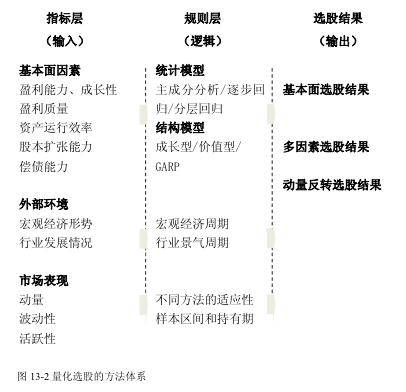 指标层
（输入）
规则层
（逻辑）
选股结果
（输出）
基本面因素
盈利能力、成长性
盈利质量
资产运行效率
股本扩张能力
偿债能力
外部环境
宏观经济形势
行业发展情况
市场表现
动量
波动性
活跃性
统计模型
主成分分析/逐步回
归/分层回归
结构模型
成长型/价值型/
GARP
宏观经济周期
行业景气周期
不同方法的适应性
样本区间和持有期
基本面选股结果
多因素选股结果
动量反转选股结果
图 13-2 量化选股的方法体系